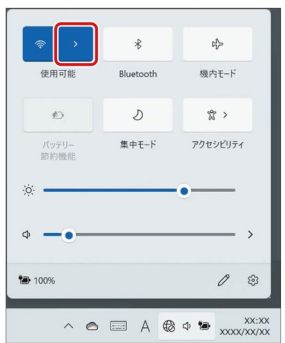 使用可能
Bluetooth
機内モード
バッテリー
節約機能
集中モード
アクセシビリティ
100%
A
XX:XX
XXXX/XX/XX